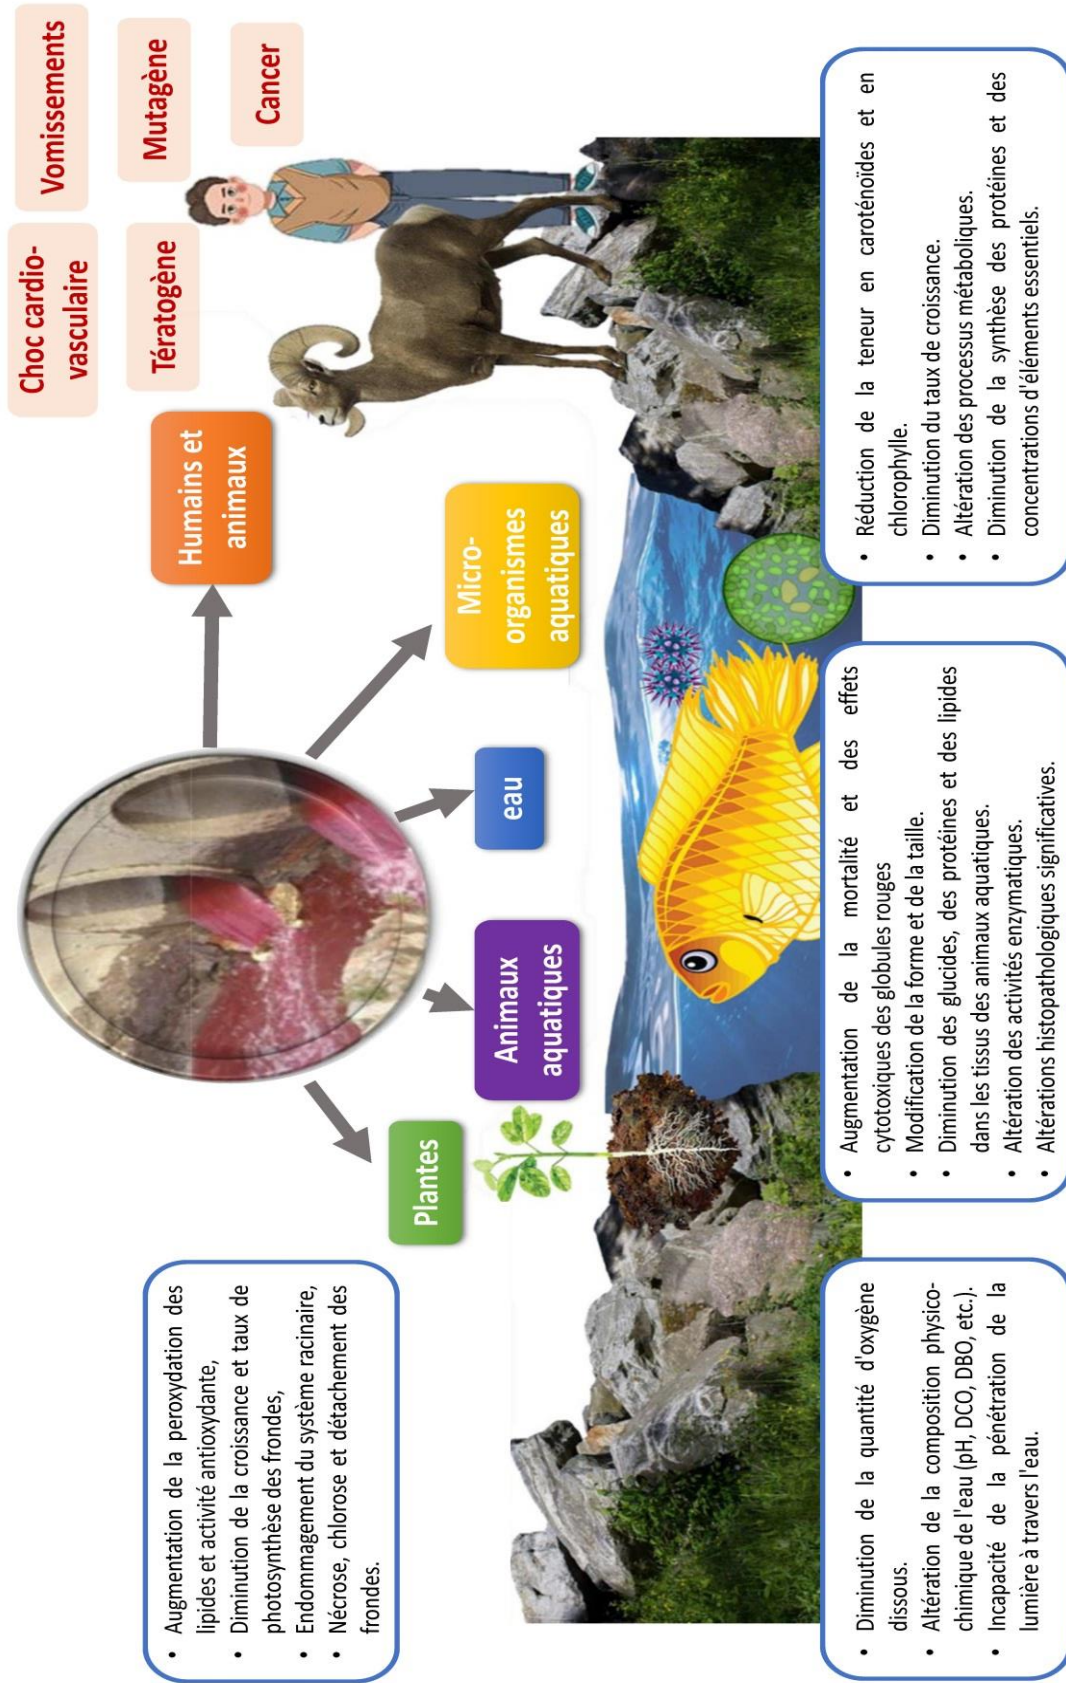 Choc cardio-
vasculaire
Vomissements
Tératogène
Mutagène
Cancer
Humains et
animaux
Micro-
organismes
aquatiques
eau
Animaux
aquatiques
Plantes
• Augmentation de la peroxydation des
lipides et activité antioxydante,
• Diminution de la croissance et taux de
photosynthèse des frondes,
• Endommagement du système racinaire,
• Nécrose, chlorose et détachement des
frondes.
• Diminution de la quantité d'oxygène
dissous.
• Altération de la composition physico-
chimique de l'eau (pH, DCO, DBO, etc.).
• Incapacité de la pénétration de la
lumière à travers l'eau.
• Augmentation de la mortalité et des effets
cytotoxiques des globules rouges
• Modification de la forme et de la taille.
• Diminution des glucides, des protéines et des lipides
dans les tissus des animaux aquatiques.
• Altération des activités enzymatiques.
• Altérations histopathologiques significatives.
• Réduction de la teneur en caroténoïdes et en
chlorophylle.
• Diminution du taux de croissance.
• Altération des processus métaboliques.
• Diminution de la synthèse des protéines et des
concentrations d'éléments essentiels.